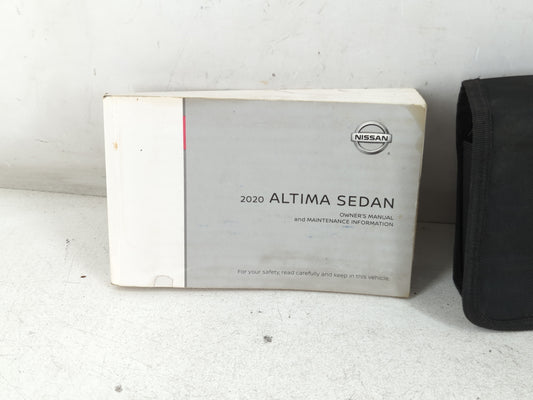 NISSAN
2020 ALTIMA SEDAN
OWNER'S MANUAL
and MAINTENANCE INFORMATION
For your safety, read carefully and keep in this vehicle.